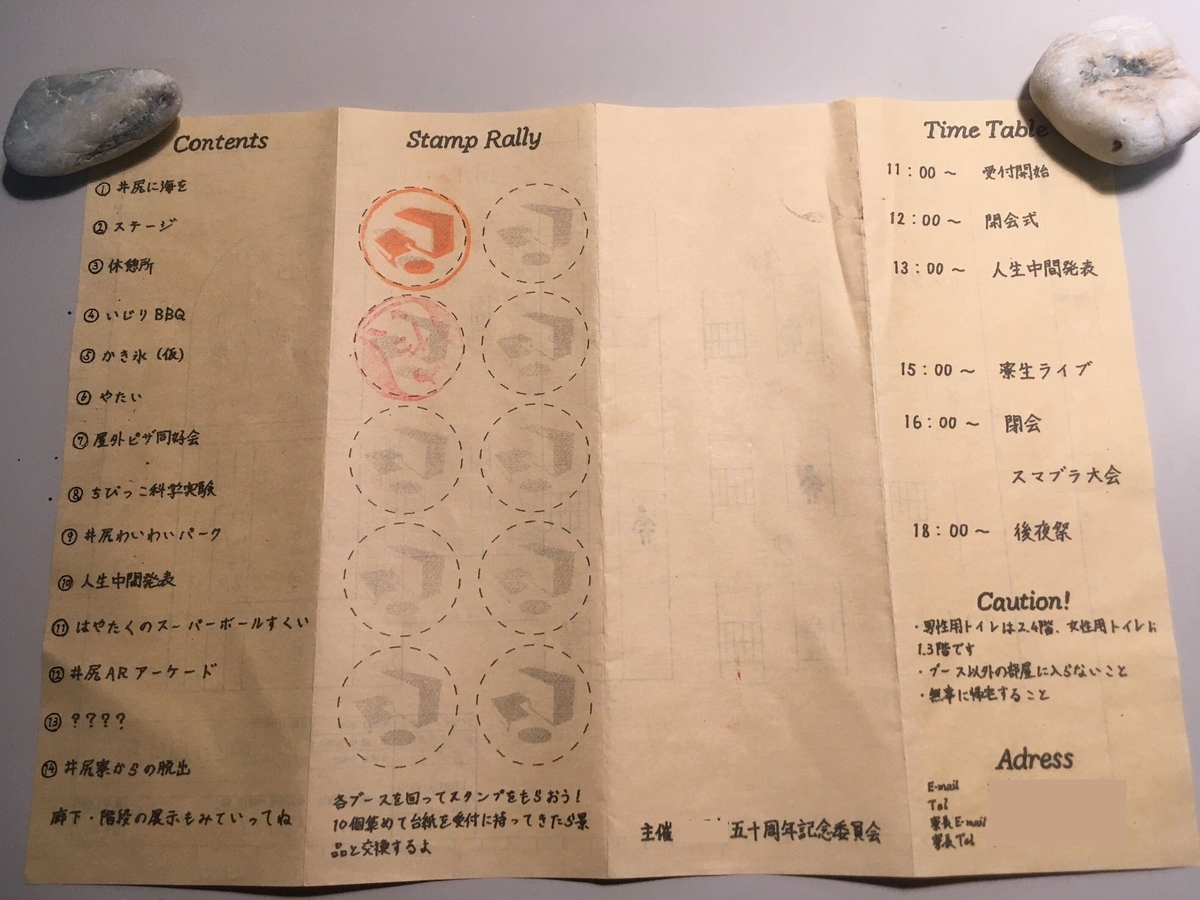 Contents
① 井尻に海を
② ステージ
③ 休憩所
④ いじりBBQ
⑤ かき氷(仮)
⑥ やたい
⑦ 屋外ピザ同好会
⑧ ちびっこ科学実験
⑨ 井尻わいわいパーク
⑩ 人生中間発表
⑪ はやたくのスーパーボールすくい
⑫ 井尻ARアーケード
⑬ ????
⑭ 井尻寮からの脱出
廊下・階段の展示もみていってね
Stamp Rally
各ブースを回ってスタンプをもらおう!
10個集めて台紙を受付に持ってきたら景
品と交換するよ
主催 五十周年記念委員会
Time Table
11:00〜 受付開始
12:00〜 開会式
13:00〜 人生中間発表
15:00〜 寮生ライブ
16:00〜 閉会
スマブラ大会
18:00〜 後夜祭
Caution!
・男性用トイレは2.4階、女性用トイレは
1.3階です
・ブース以外の部屋に入らないこと
・無事に帰宅すること
Adress
E-mail
Tel
寮長E-mail
寮長Tel